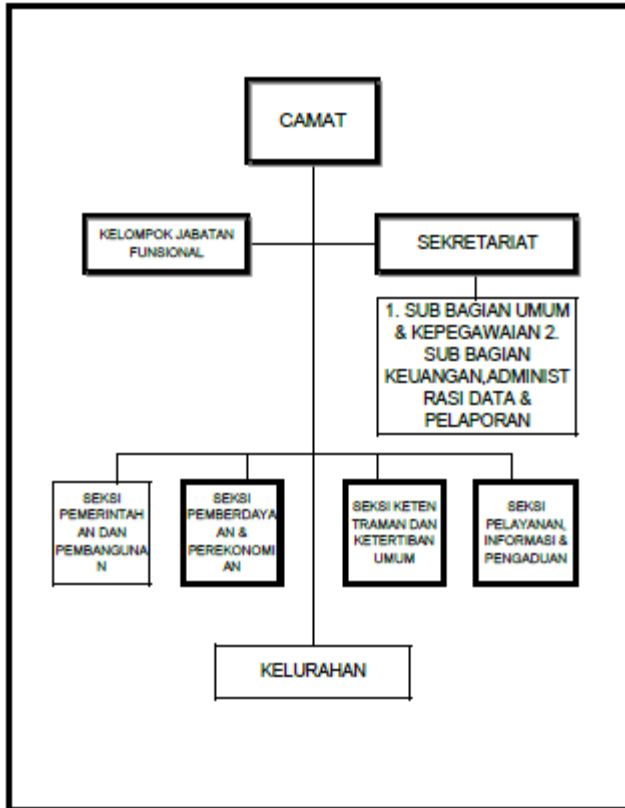 CAMAT
KELOMPOK JABATAN
FUNSIONAL
SEKRETARIAT
1. SUB BAGIAN UMUM
& KEPEGAWAIAN 2.
SUB BAGIAN
KEUANGAN,ADMINIST
RASI DATA &
PELAPORAN
SEKSI
PEMERINTAH
AN DAN
PEMBANGUNA
N
SEKSI
PEMBERDAYA
AN &
PEREKONOMI
AN
SEKSI KETEN
TRAMAN DAN
KETERTIBAN
UMUM
SEKSI
PELAYANAN,
INFORMASI &
PENGADUAN
KELURAHAN